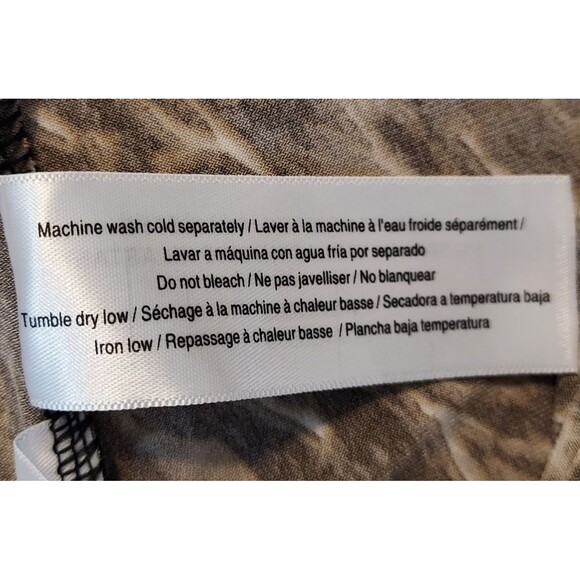 Machine wash cold separately / Laver à la machine à l'eau froide séparément /
Lavar a máquina con agua fría por separado
Do not bleach / Ne pas javelliser / No blanquear
Tumble dry low / Séchage à la machine à chaleur basse / Secadora a temperatura baja
Iron low / Repassage à chaleur basse / Plancha baja temperatura